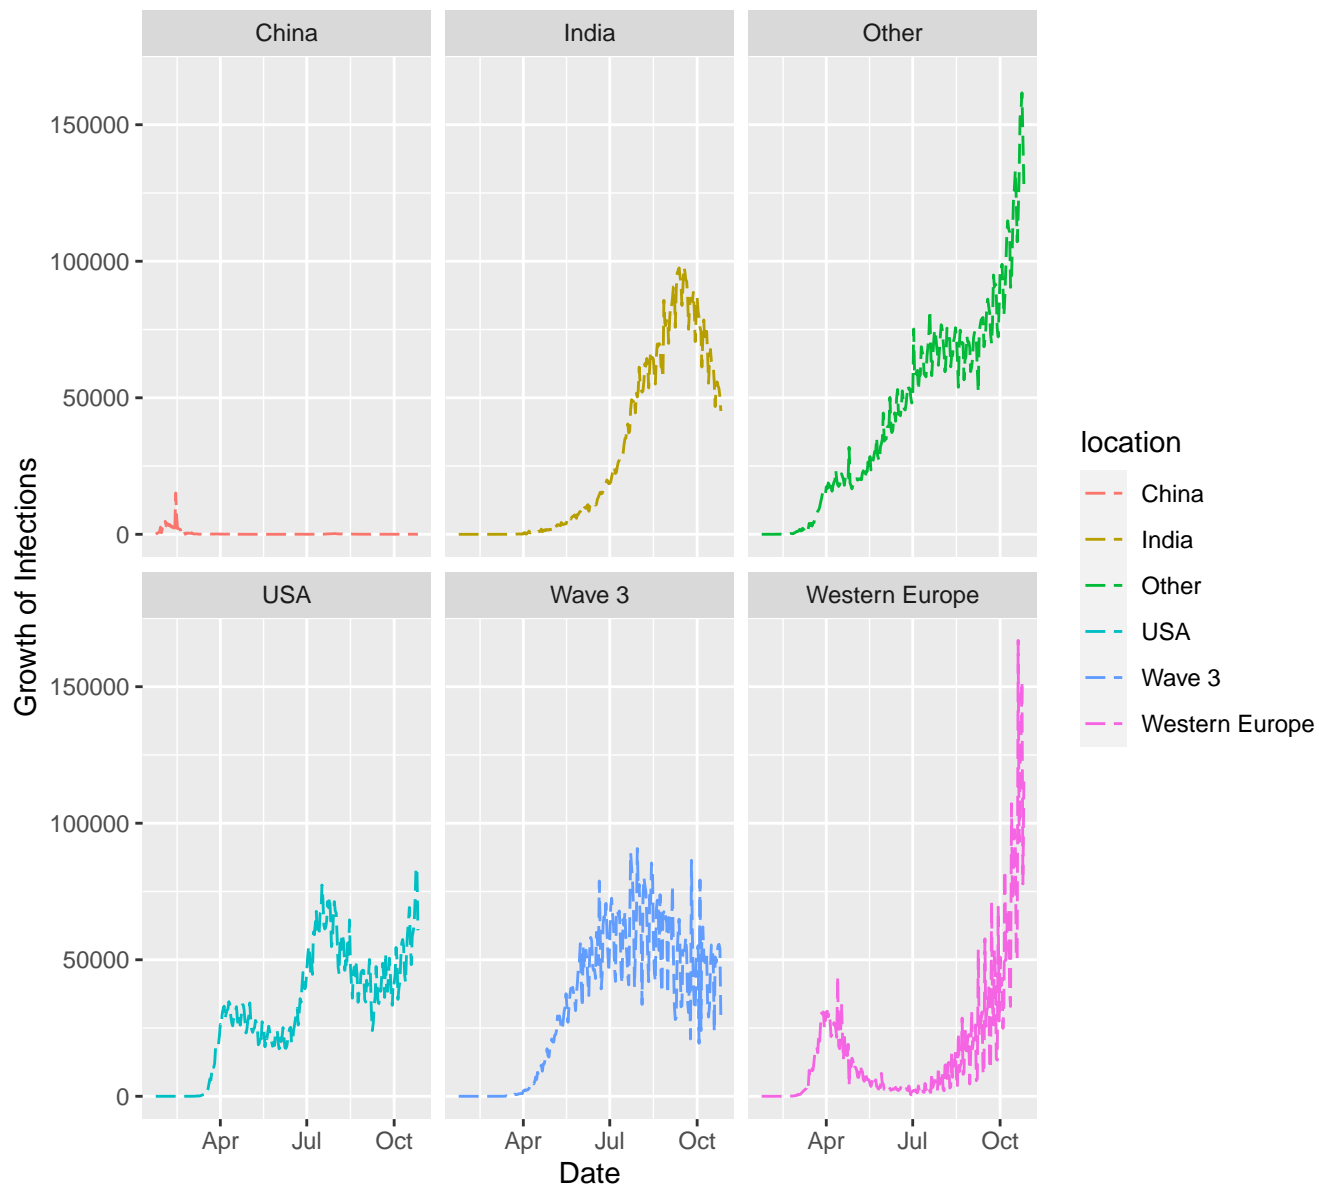 China
India
Other
150000
100000
50000
0
USA
Wave 3
Western Europe
150000
100000
50000
0
Apr
Jul
Oct
Apr
Jul
Oct
Apr
Jul
Oct
Date
Growth of Infections
location
China
India
Other
USA
Wave 3
Western Europe